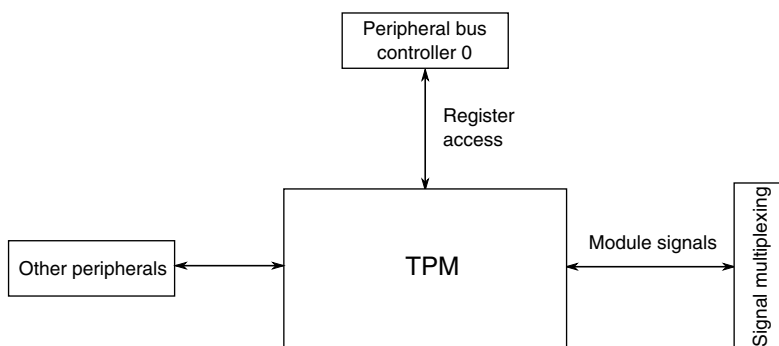 Peripheral bus
controller 0
Register
access
Other peripherals
TPM
Module signals
Signal multiplexing